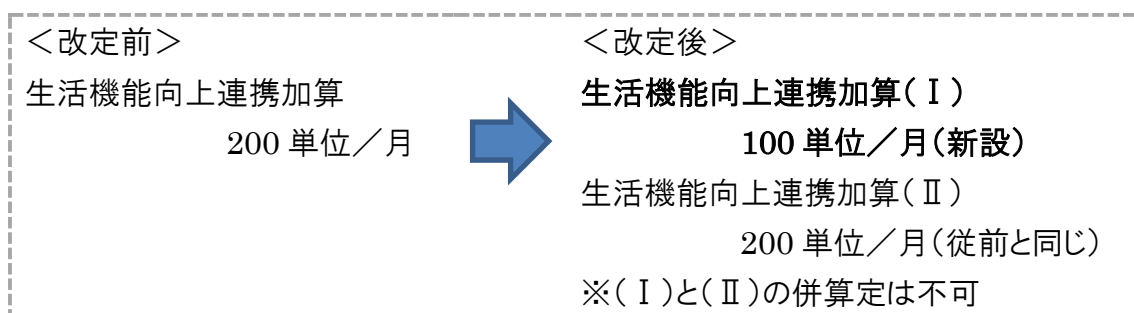 ＜改定前＞
生活機能向上連携加算
200 単位／月
＜改定後＞
生活機能向上連携加算(Ⅰ)
100 単位／月(新設)
生活機能向上連携加算(Ⅱ)
200 単位／月(従前と同じ)
※(Ⅰ)と(Ⅱ)の併算定は不可